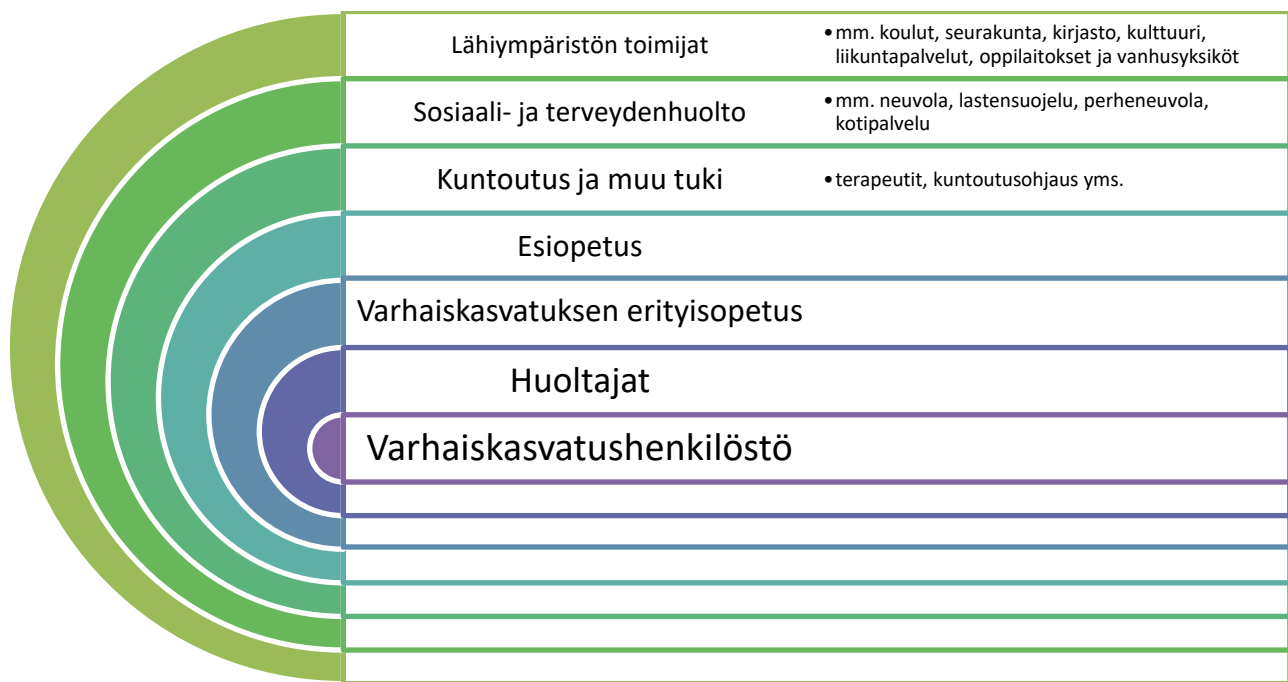 Lähiympäristön toimijat
•mm. koulut, seurakunta, kirjasto, kulttuuri,
liikuntapalvelut, oppilaitokset ja vanhusyksiköt
Sosiaali- ja terveydenhuolto
•mm. neuvola, lastensuojelu, perheneuvola,
kotipalvelu
Kuntoutus ja muu tuki
•terapeutit, kuntoutusohjaus yms.
Esiopetus
Varhaiskasvatuksen erityisopetus
Huoltajat
Varhaiskasvatushenkilöstö